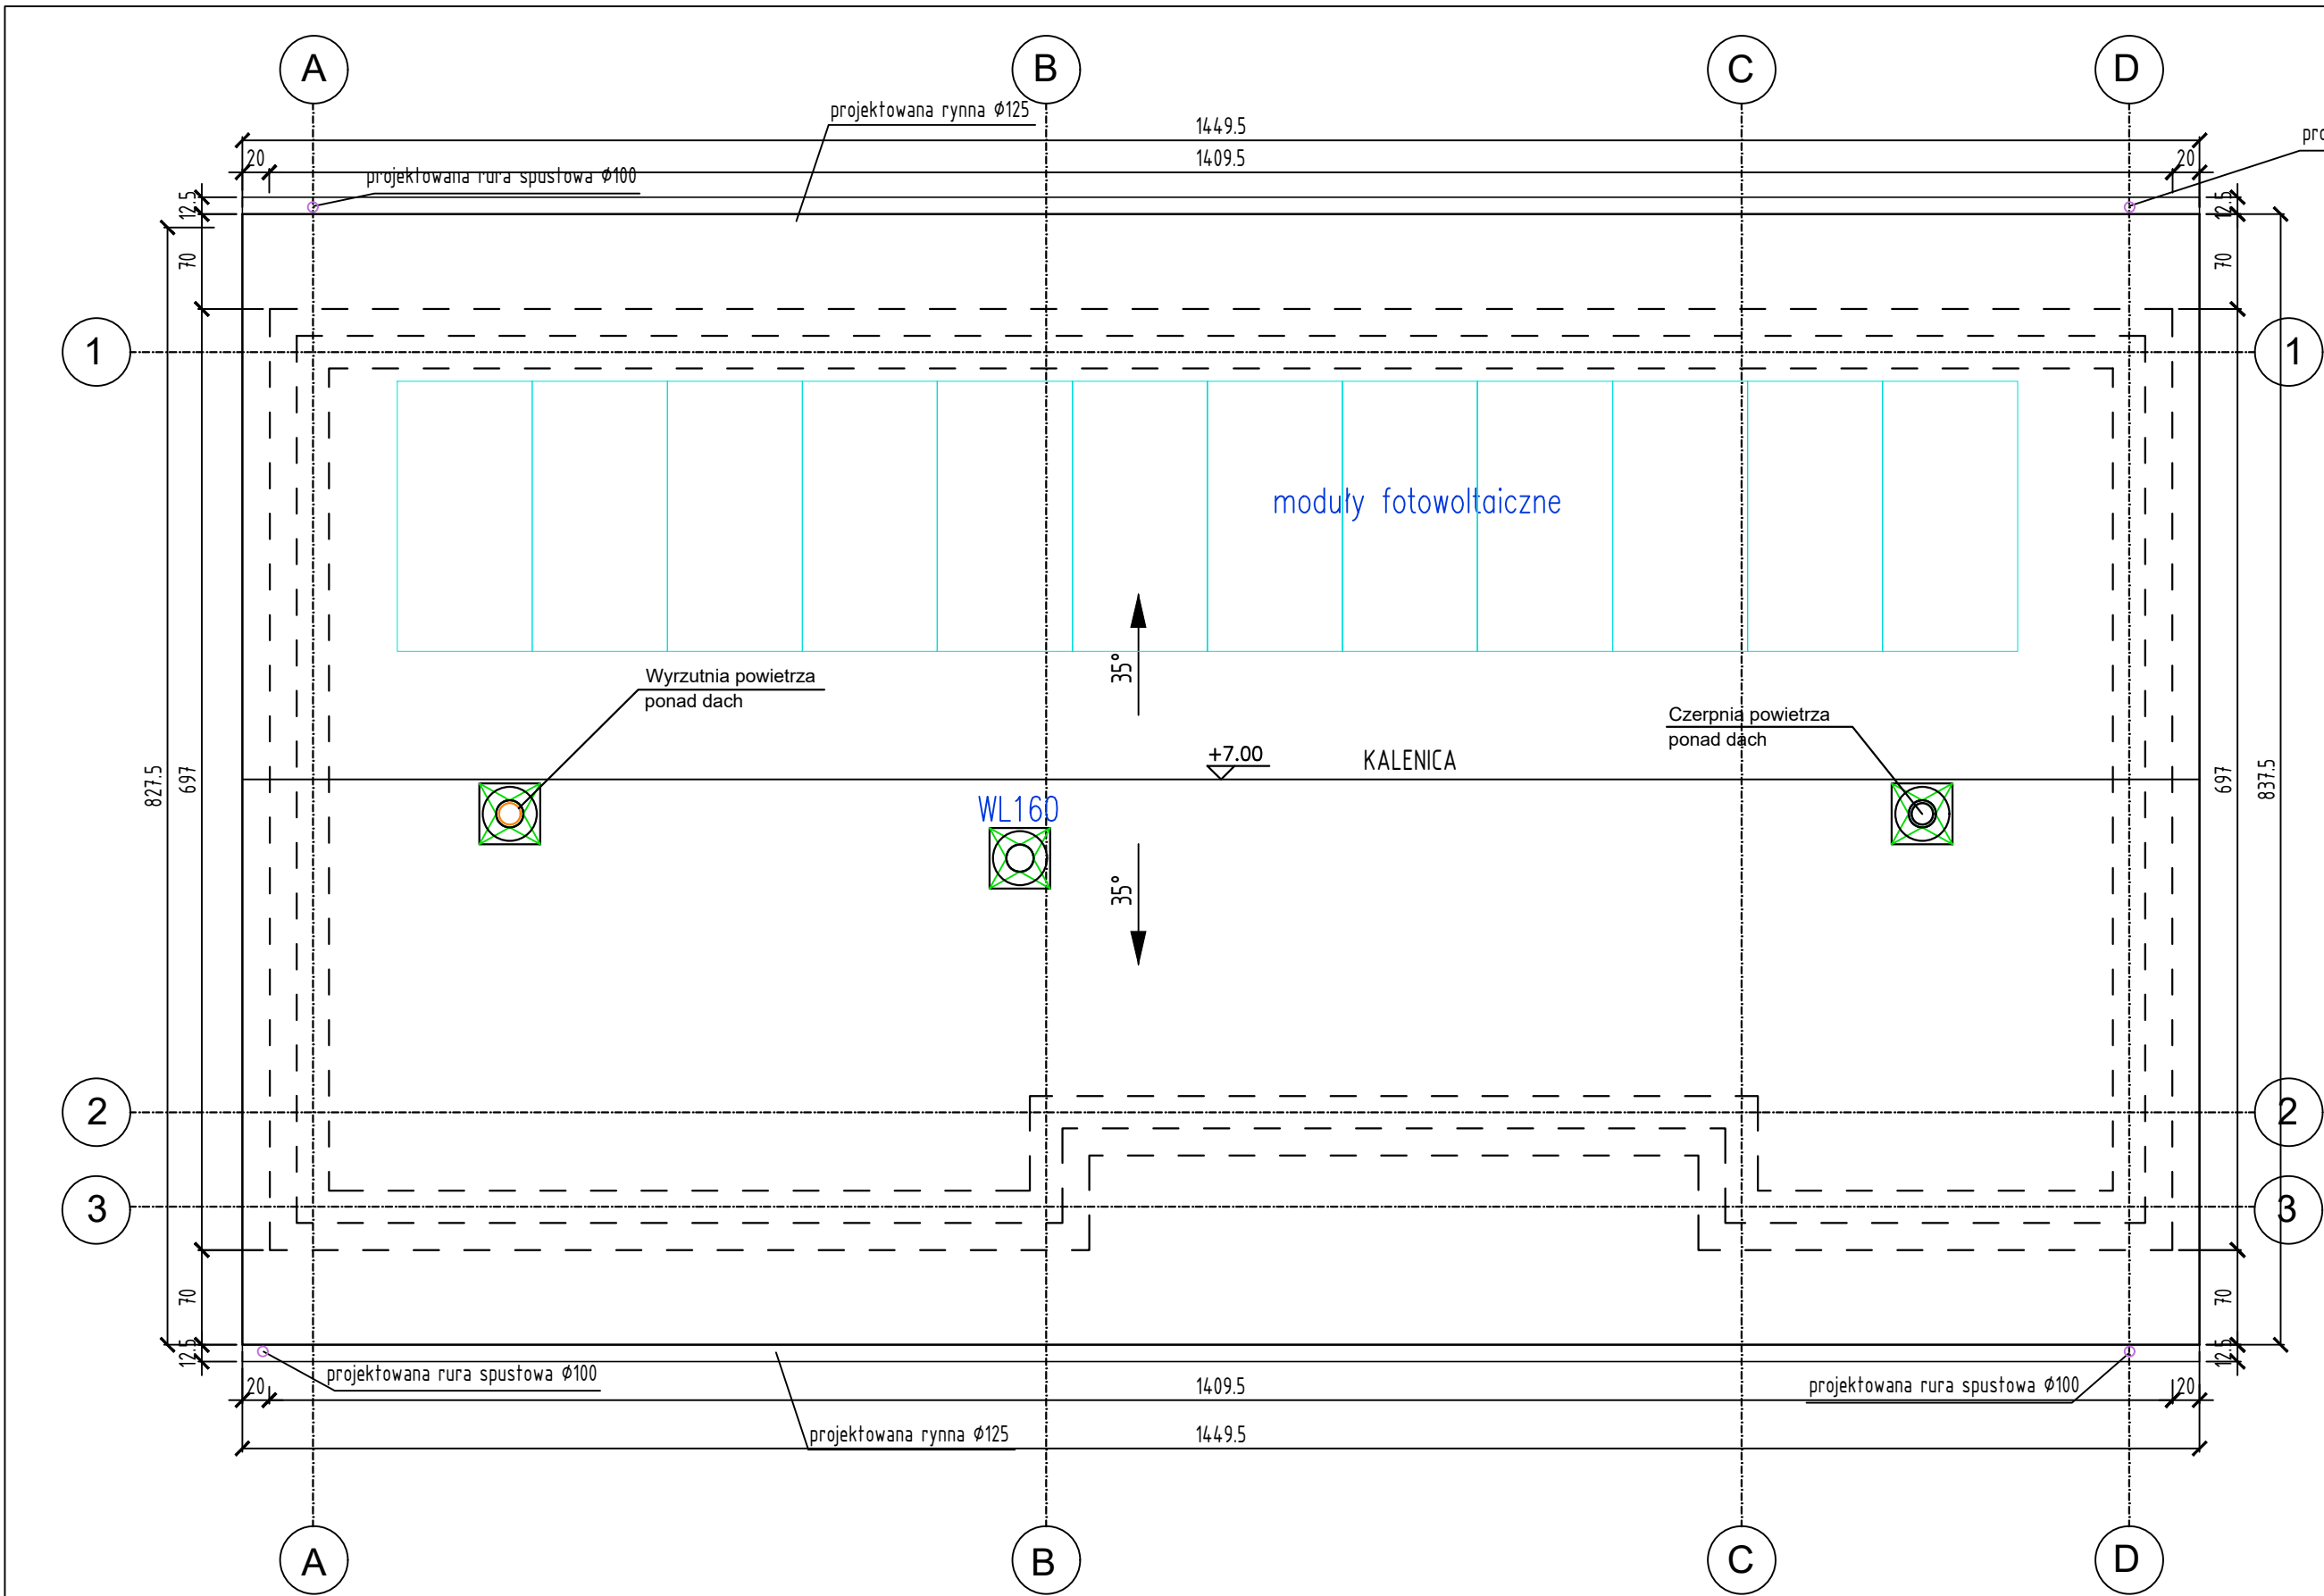 A B C D
projektowana rynna Ø125
1449.5
pro
20 1409.5 20
projektowana rura spustowa Ø100
12.5 12.5
70 70
1 1
moduły fotowoltaiczne
35°
Wyrzutnia powietrza
ponad dach
Czerpnia powietrza
ponad dach
+7.00 KALENICA
827.5 697 697 837.5
WL160
35°
2 2
3 3
70 70
12.5 12.5
projektowana rura spustowa Ø100
20 1409.5 projektowana rura spustowa Ø100 20
projektowana rynna Ø125
1449.5
A B C D